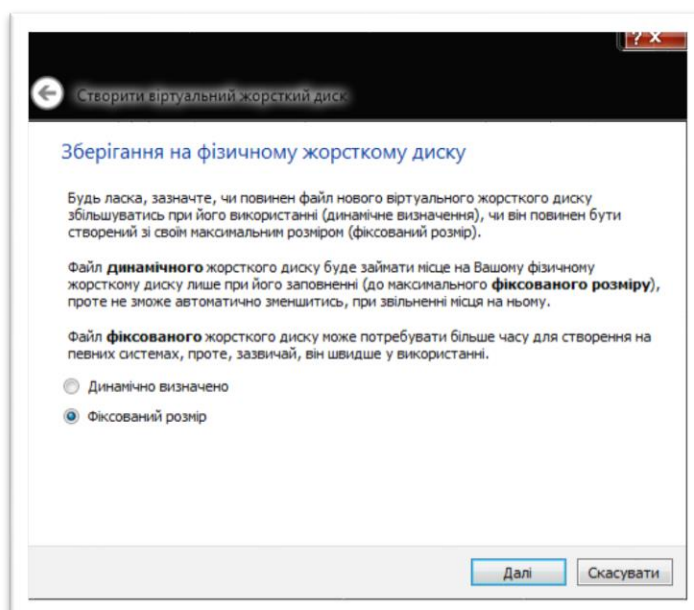 Створити віртуальний жорсткий диск
Зберігання на фізичному жорсткому диску
Будь ласка, зазначте, чи повинен файл нового віртуального жорсткого диску
збільшуватись при його використанні (динамічне визначення), чи він повинен бути
створений зі своїм максимальним розміром (фіксований розмір).
Файл динамічного жорсткого диску буде займати місце на Вашому фізичному
жорсткому диску лише при його заповненні (до максимального фіксованого розміру),
проте не зможе автоматично зменшитись, при звільненні місця на ньому.
Файл фіксованого жорсткого диску може потребувати більше часу для створення на
певних системах, проте, зазвичай, він швидше у використанні.
Динамічно визначено
Фіксований розмір
Далі
Скасувати